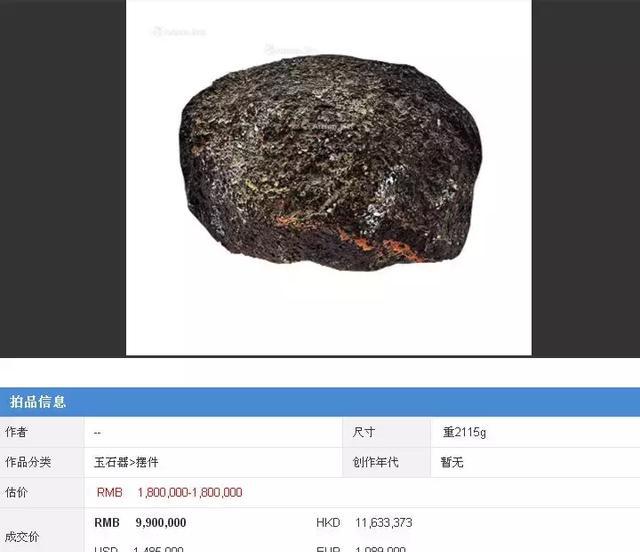 拍品信息
作者 -- 尺寸 重2115g
作品分类 玉石器>摆件 创作年代 暂无
估价 RMB 1,800,000-1,800,000
成交价 RMB 9,900,000 HKD 11,633,373
USD 1,485,000 EUR 1,089,000